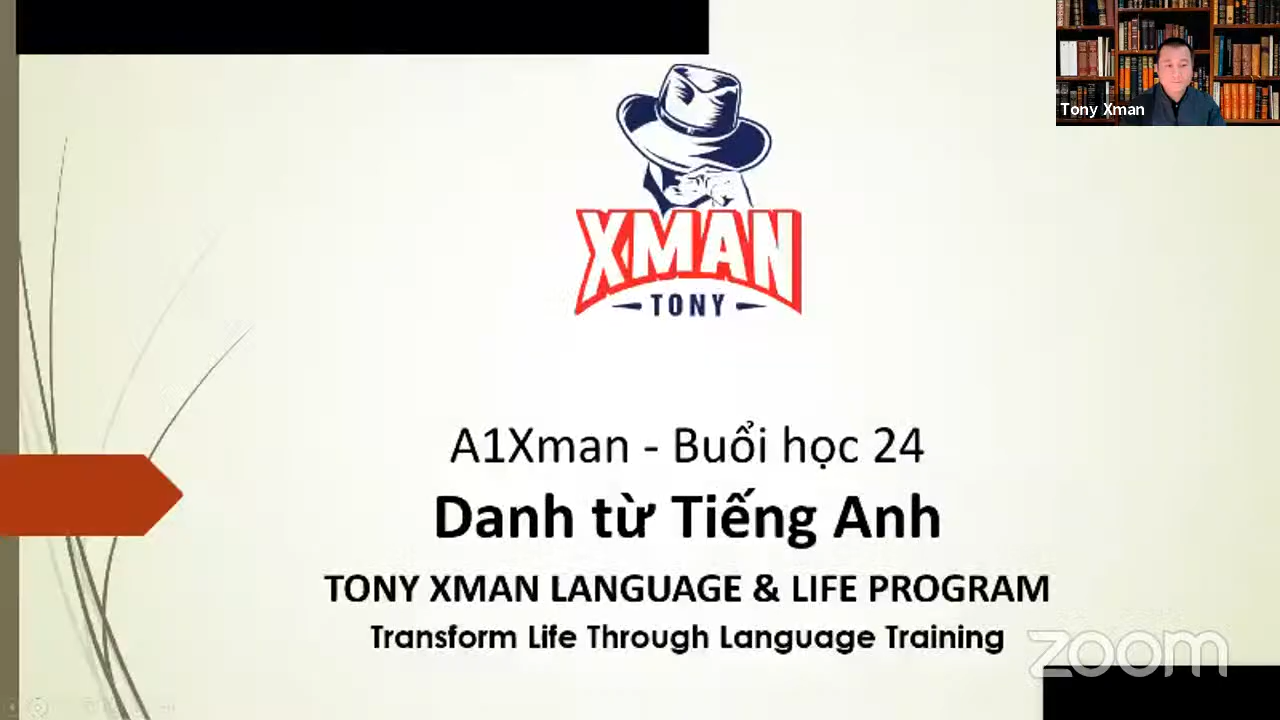 Tony Xman
XMAN
TONY
A1Xman - Buổi học 24
Danh từ Tiếng Anh
TONY XMAN LANGUAGE & LIFE PROGRAM
Transform Life Through Language Training
zoom